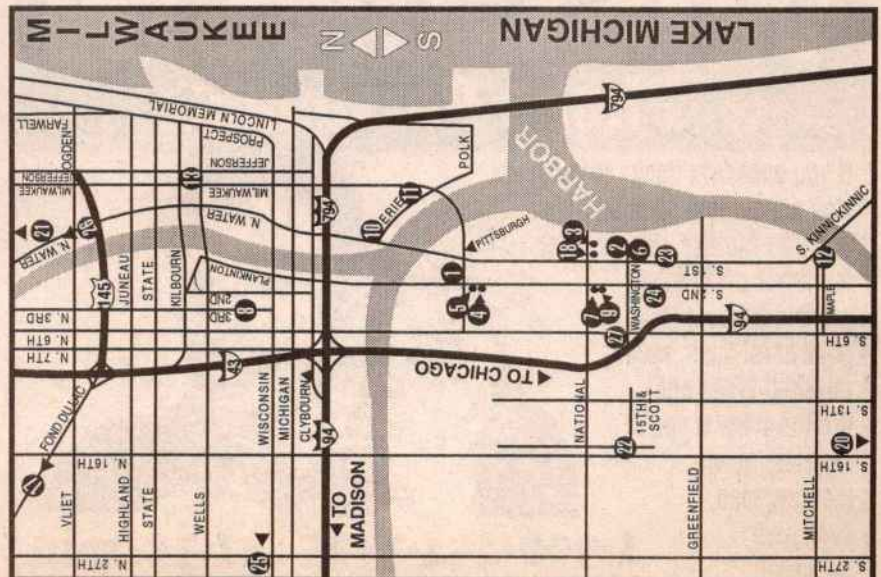 MILWAUKEE
N S
LAKE MICHIGAN
LINCOLN MEMORIAL
FARWELL
OGDEN
PROSPECT
JEFFERSON
JEFFERSON
MILWAUKEE
MILWAUKEE
13
21
16
N. WATER
N. WATER
145
JUNEAU
STATE
KILBOURN
PLANKINTON
2ND
3RD
8
N. 3RD
N. 6TH
N. 7TH
43
FOND DU LAC
N. 16TH
VLIET
HIGHLAND
STATE
WELLS
WISCONSIN
MICHIGAN
CLYBOURN
25
N. 27TH
794
794
94
TO
MADISON
TO CHICAGO
HARBOR
POLK
11
ERIE
10
PITTSBURGH
1
5
4
18
3
2
6
23
S. 1ST
S. 2ND
7
9
WASHINGTON
24
27
94
S. KINNICKINNIC
12
MAPLE
S. 6TH
S. 13TH
NATIONAL
15TH &
SCOTT
22
20
S. 16TH
GREENFIELD
MITCHELL
S. 27TH